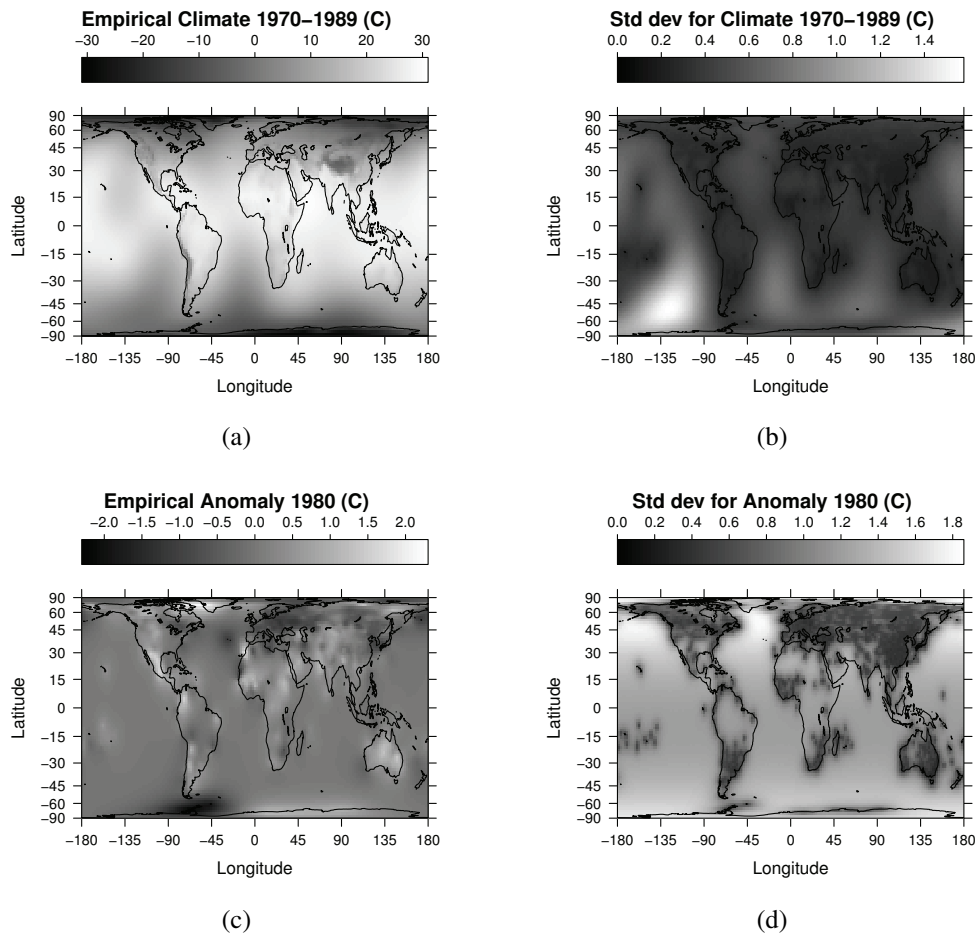 Empirical Climate 1970−1989 (C)
−30 −20 −10 0 10 20 30
90
60
45
30
15
0
−15
−30
−45
−60
−90
Latitude
−180 −135 −90 −45 0 45 90 135 180
Longitude
(a)
Std dev for Climate 1970−1989 (C)
0.0 0.2 0.4 0.6 0.8 1.0 1.2 1.4
90
60
45
30
15
0
−15
−30
−45
−60
−90
Latitude
−180 −135 −90 −45 0 45 90 135 180
Longitude
(b)
Empirical Anomaly 1980 (C)
−2.0 −1.5 −1.0 −0.5 0.0 0.5 1.0 1.5 2.0
90
60
45
30
15
0
−15
−30
−45
−60
−90
Latitude
−180 −135 −90 −45 0 45 90 135 180
Longitude
(c)
Std dev for Anomaly 1980 (C)
0.0 0.2 0.4 0.6 0.8 1.0 1.2 1.4 1.6 1.8
90
60
45
30
15
0
−15
−30
−45
−60
−90
Latitude
−180 −135 −90 −45 0 45 90 135 180
Longitude
(d)